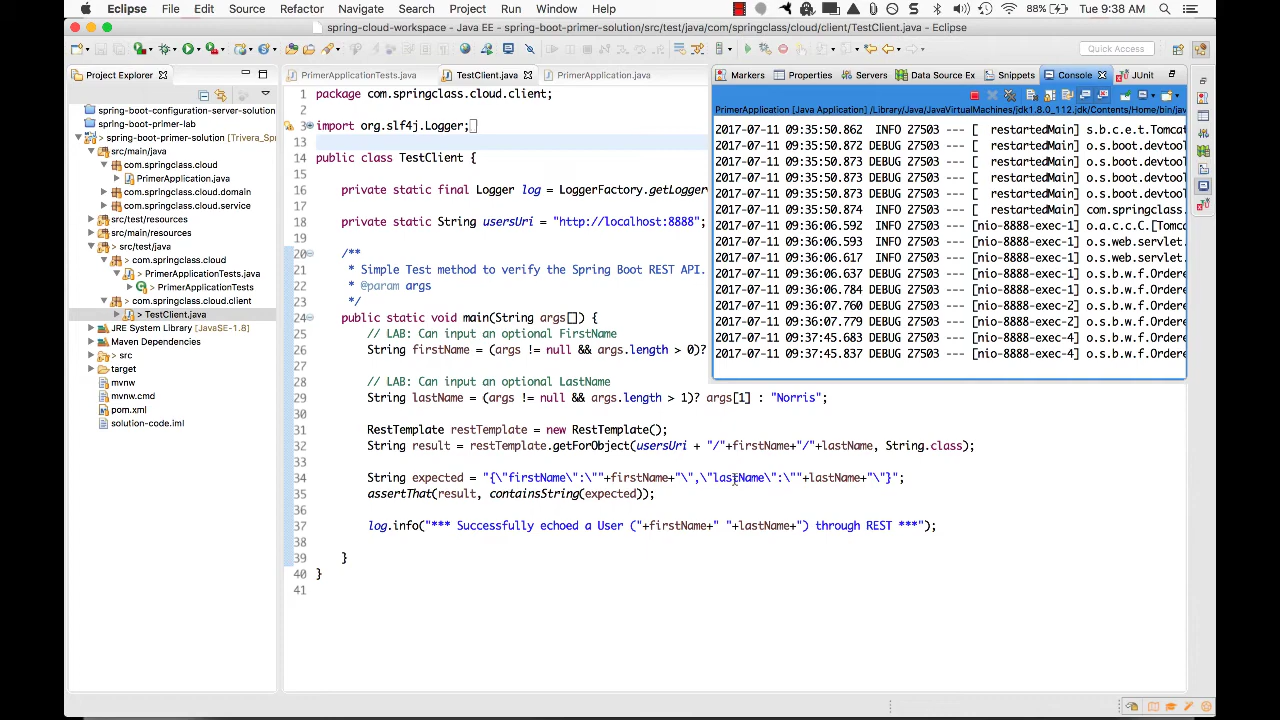 Eclipse File Edit Source Refactor Navigate Search Project Run Window Help 88% Tue 9:38 AM
spring-cloud-workspace - Java EE - spring-boot-primer-solution/src/test/java/com/springclass/cloud/client/TestClient.java - Eclipse
Quick Access
Project Explorer
spring-boot-configuration-server-solution
spring-boot-primer-lab
> spring-boot-primer-solution [Trivera_S
src/main/java
com.springclass.cloud
PrimerApplication.java
com.springclass.cloud.domain
com.springclass.cloud.service
src/test/resources
src/main/resources
> src/test/java
> com.springclass.cloud
> PrimerApplicationTests.java
> PrimerApplicationTests
> com.springclass.cloud.client
> TestClient.java
JRE System Library [JavaSE-1.8]
Maven Dependencies
> src
target
mvnw
mvnw.cmd
pom.xml
solution-code.iml
PrimerApplicationTests.java TestClient.java PrimerApplication.java
1 package com.springclass.cloud.client;
2
3 import org.slf4j.Logger;
13
14 public class TestClient {
15
16 private static final Logger log = LoggerFactory.getLogger
17
18 private static String usersUri = "http://localhost:8888";
19
20 /**
21 * Simple Test method to verify the Spring Boot REST API.
22 * @param args
23 */
24 public static void main(String args[]) {
25 // LAB: Can input an optional FirstName
26 String firstName = (args != null && args.length > 0)?
27
28 // LAB: Can input an optional LastName
29 String lastName = (args != null && args.length > 1)? args[1] : "Norris";
30
31 RestTemplate restTemplate = new RestTemplate();
32 String result = restTemplate.getForObject(usersUri + "/"+firstName+"/"+lastName, String.class);
33
34 String expected = "{\"firstName\":\""+firstName+"\",\"lastName\":\""+lastName+"\"}";
35 assertThat(result, containsString(expected));
36
37 log.info("*** Successfully echoed a User ("+firstName+" "+lastName+") through REST ***");
38
39 }
40 }
41
Markers Properties Servers Data Source Ex Snippets Console JUnit
PrimerApplication [Java Application] /Library/Java/JavaVirtualMachines/jdk1.8.0_112.jdk/Contents/Home/bin/jav
2017-07-11 09:35:50.862 INFO 27503 --- [ restartedMain] s.b.c.e.t.Tomcat
2017-07-11 09:35:50.872 DEBUG 27503 --- [ restartedMain] o.s.boot.devtool
2017-07-11 09:35:50.873 DEBUG 27503 --- [ restartedMain] o.s.boot.devtool
2017-07-11 09:35:50.873 DEBUG 27503 --- [ restartedMain] o.s.boot.devtool
2017-07-11 09:35:50.873 DEBUG 27503 --- [ restartedMain] o.s.boot.devtool
2017-07-11 09:35:50.874 INFO 27503 --- [ restartedMain] com.springclass.
2017-07-11 09:36:06.592 INFO 27503 --- [nio-8888-exec-1] o.a.c.c.C.[Tomc
2017-07-11 09:36:06.593 INFO 27503 --- [nio-8888-exec-1] o.s.web.servlet.
2017-07-11 09:36:06.617 INFO 27503 --- [nio-8888-exec-1] o.s.web.servlet.
2017-07-11 09:36:06.637 DEBUG 27503 --- [nio-8888-exec-1] o.s.b.w.f.Ordere
2017-07-11 09:36:06.784 DEBUG 27503 --- [nio-8888-exec-1] o.s.b.w.f.Ordere
2017-07-11 09:36:07.760 DEBUG 27503 --- [nio-8888-exec-2] o.s.b.w.f.Ordere
2017-07-11 09:36:07.779 DEBUG 27503 --- [nio-8888-exec-2] o.s.b.w.f.Ordere
2017-07-11 09:37:45.683 DEBUG 27503 --- [nio-8888-exec-4] o.s.b.w.f.Ordere
2017-07-11 09:37:45.837 DEBUG 27503 --- [nio-8888-exec-4] o.s.b.w.f.Ordere